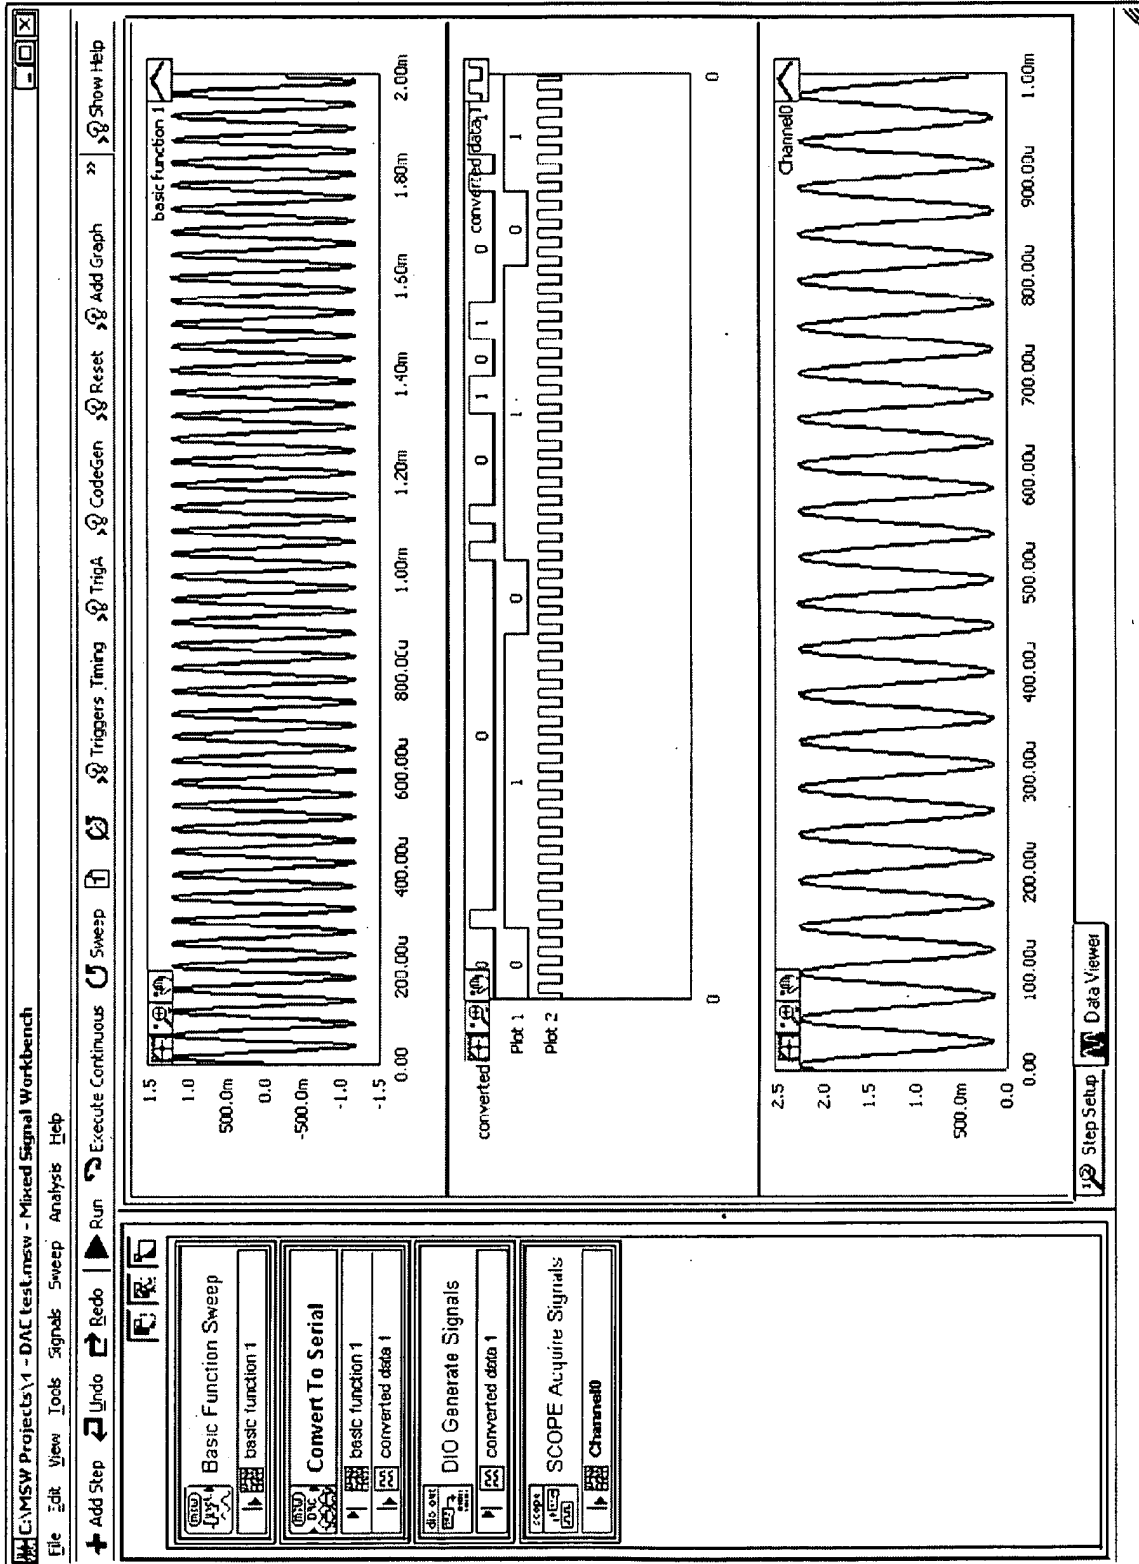 C:\MSW Projects\1 - DAC test.msw - Mixed Signal Workbench
File Edit View Tools Signals Sweep Analysis Help
Add Step Undo Redo Run Execute Continuous Sweep Triggers Timing TrigA CodeGen Reset Add Graph >> Show Help
Basic Function Sweep
basic function 1
Convert To Serial
basic function 1
converted data 1
DIO Generate Signals
converted data 1
SCOPE Acquire Signals
Channel0
basic function 1
1.5
1.0
500.0m
0.0
-500.0m
-1.0
-1.5
0.00 200.00u 400.00u 600.00u 800.00u 1.00m 1.20m 1.40m 1.60m 1.80m 2.00m
converted converted data 1
0 0 0 1 0 1 0 1
Plot 1 0 1 0 1 0 1
Plot 2
0 0
Channel0
2.5
2.0
1.5
1.0
500.0m
0.0
0.00 100.00u 200.00u 300.00u 400.00u 500.00u 600.00u 700.00u 800.00u 900.00u 1.00m
Step Setup Data Viewer